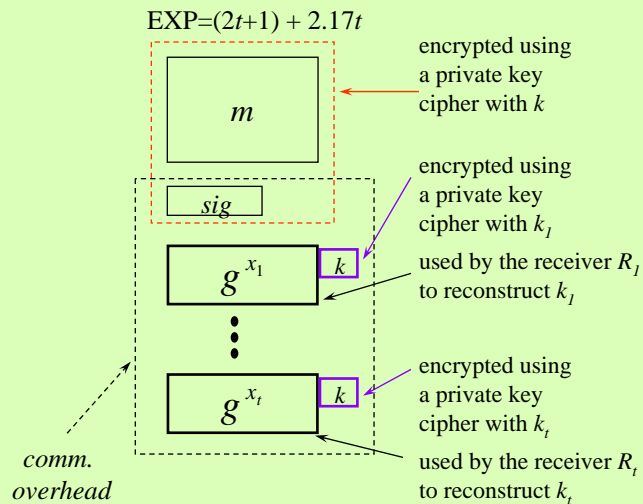 EXP=(2t+1) + 2.17t
encrypted using
a private key
cipher with k
m
sig
encrypted using
a private key
cipher with k₁
g^x₁
k
used by the receiver R₁
to reconstruct k₁
encrypted using
a private key
cipher with kₜ
g^xₜ
k
used by the receiver Rₜ
to reconstruct kₜ
comm.
overhead